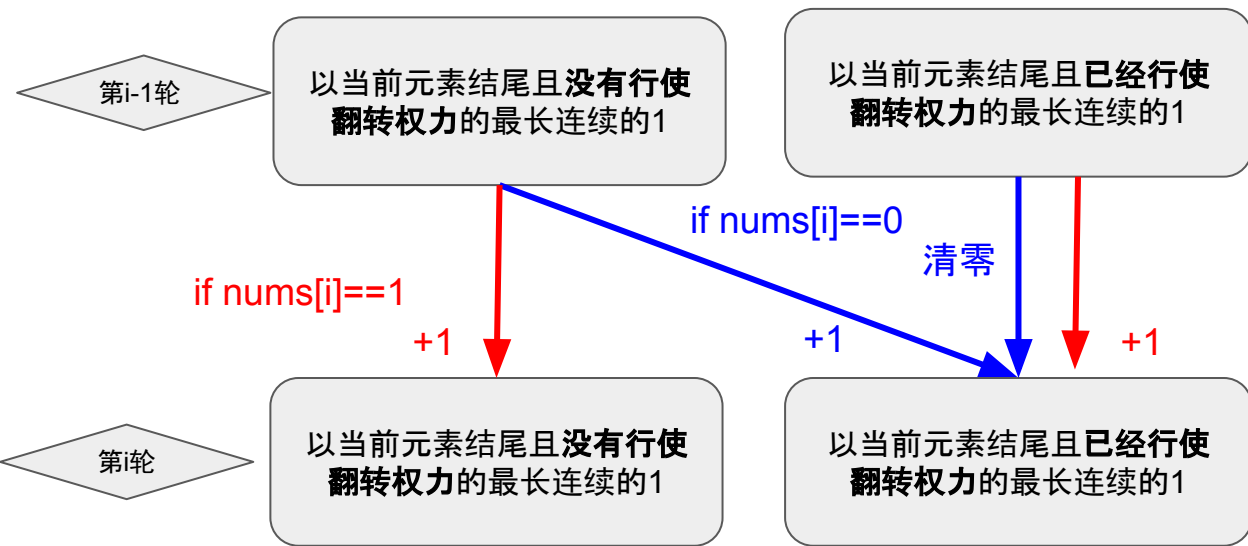 第i-1轮
以当前元素结尾且没有行使
翻转权力的最长连续的1
以当前元素结尾且已经行使
翻转权力的最长连续的1
if nums[i]==0
清零
if nums[i]==1
+1
+1
+1
第i轮
以当前元素结尾且没有行使
翻转权力的最长连续的1
以当前元素结尾且已经行使
翻转权力的最长连续的1